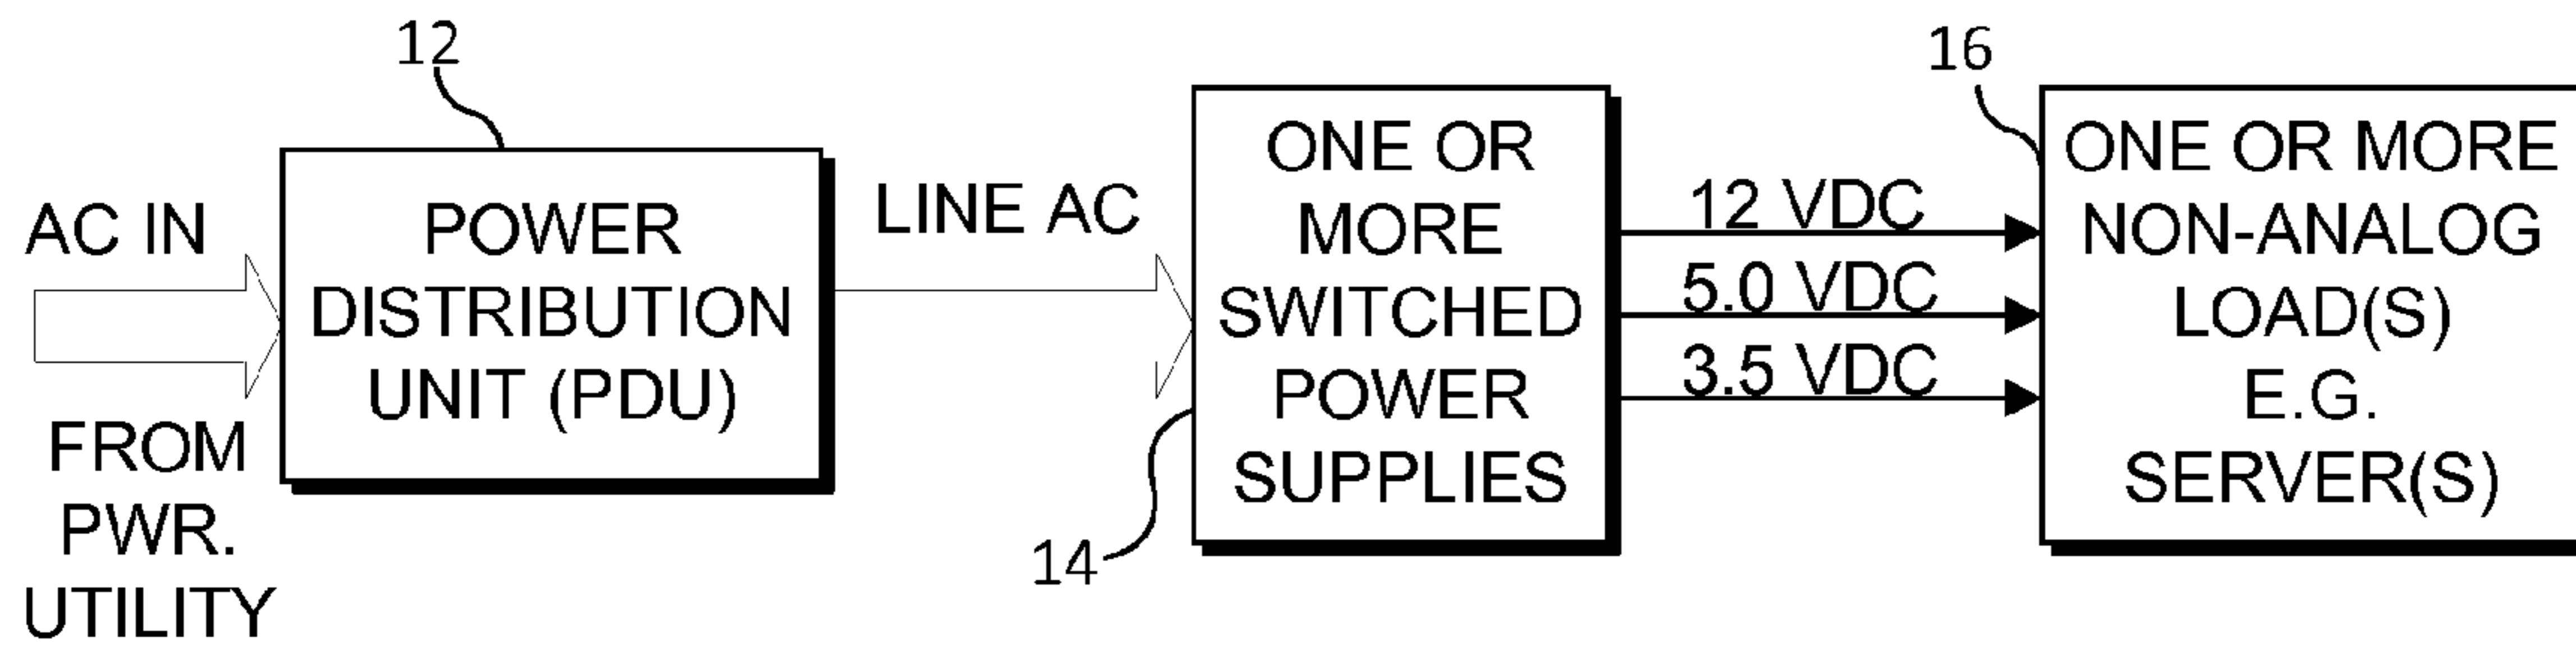 12
16
AC IN
FROM
PWR.
UTILITY
POWER
DISTRIBUTION
UNIT (PDU)
LINE AC
14
ONE OR
MORE
SWITCHED
POWER
SUPPLIES
12 VDC
5.0 VDC
3.5 VDC
ONE OR MORE
NON-ANALOG
LOAD(S)
E.G.
SERVER(S)